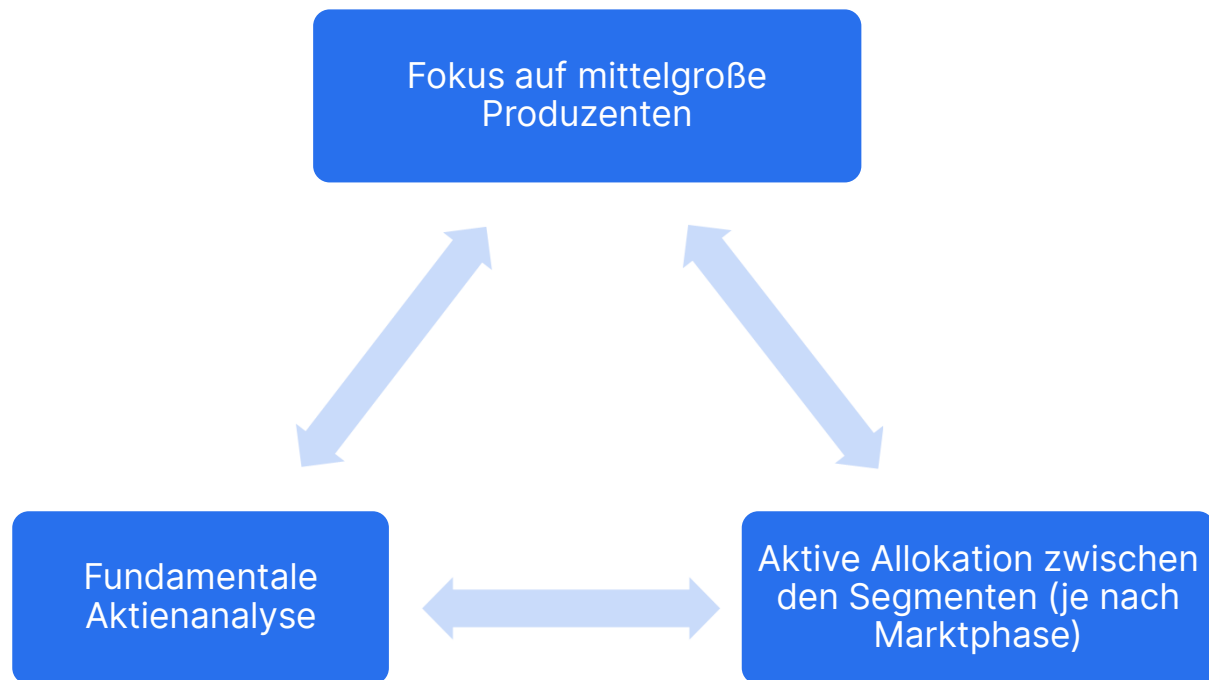 Fokus auf mittelgroße
Produzenten
Fundamentale
Aktienanalyse
Aktive Allokation zwischen
den Segmenten (je nach
Marktphase)